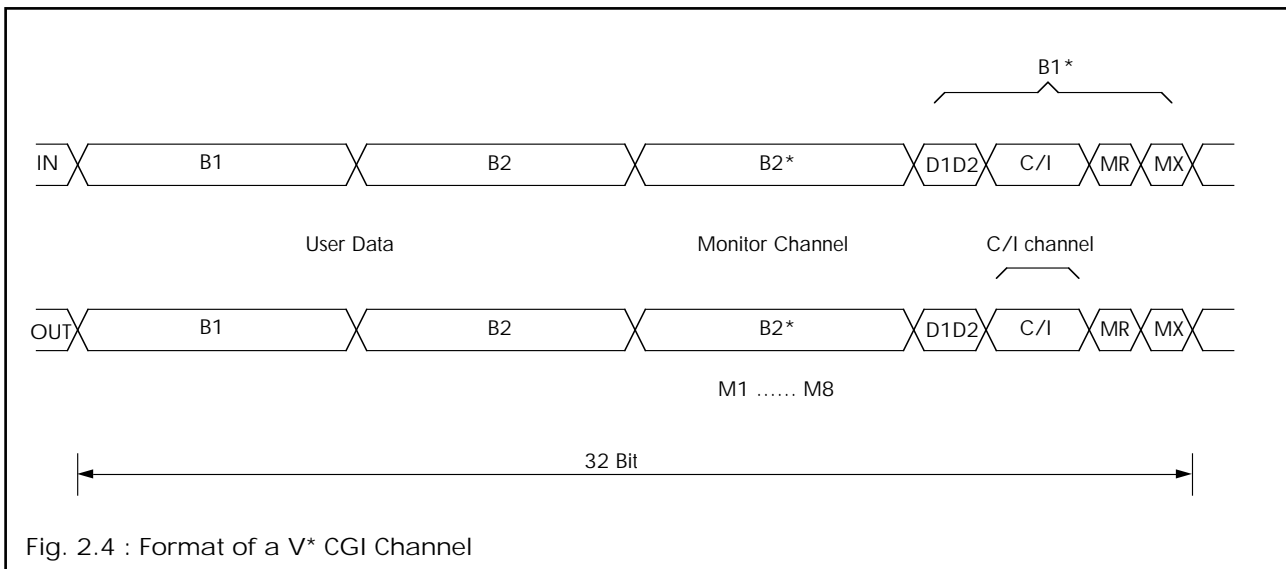 B1*
IN B1 B2 B2* D1D2 C/I MR MX
User Data Monitor Channel C/I channel
OUT B1 B2 B2* D1D2 C/I MR MX
M1 ...... M8
32 Bit
Fig. 2.4 : Format of a V* CGI Channel